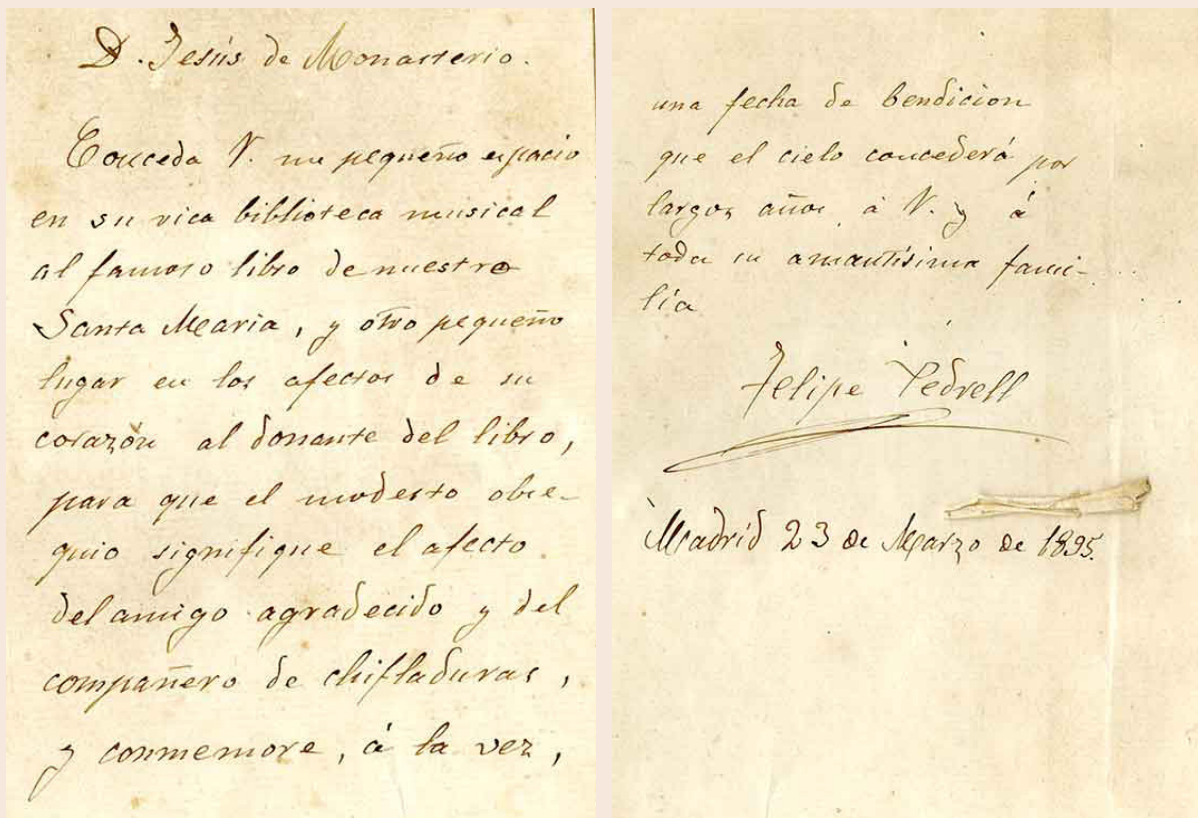 D. Jesús de Monasterio.
Conceda V. un pequeño espacio
en su rica biblioteca musical
al famoso libro de nuestra
Santa Maria, y otro pequeño
lugar en los afectos de su
corazón al donante del libro,
para que el modesto obse-
quio signifique el afecto
del amigo agradecido y del
compañero de chifladuras,
y conmemore, á la vez,
una fecha de bendicion
que el cielo concederá por
largos años á V. y á
toda su amantísima fami-
lia
Felipe Pedrell
Madrid 23 de Marzo de 1895.